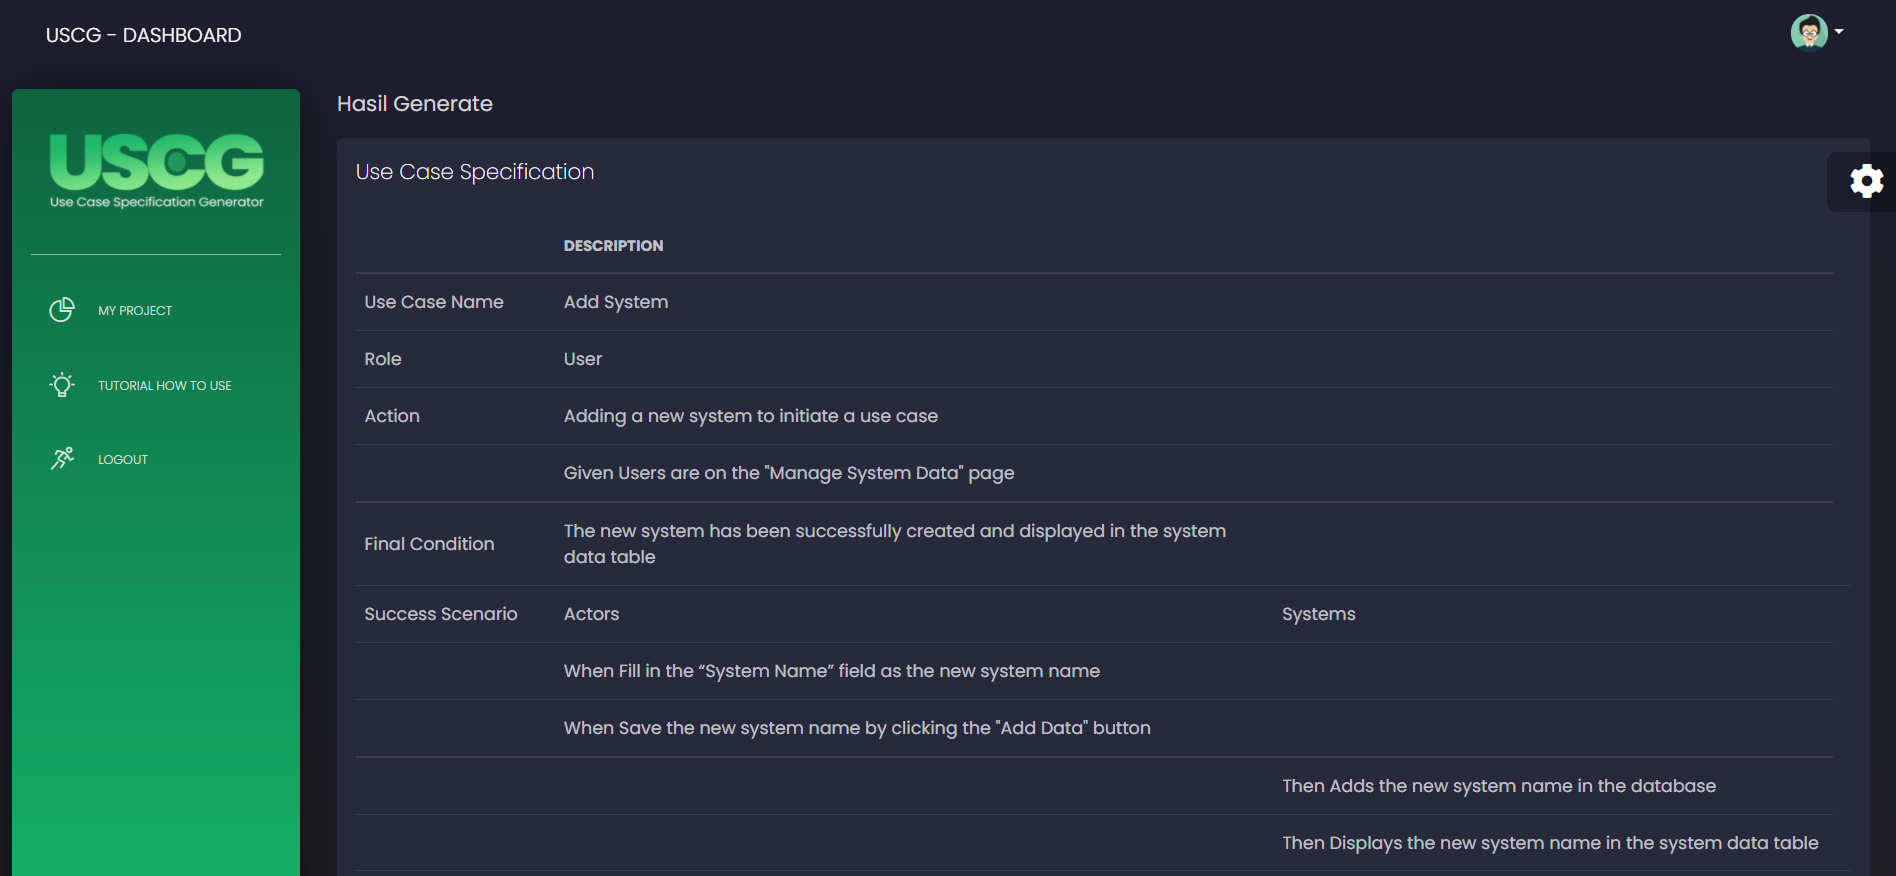 USCG - DASHBOARD
USCG
Use Case Specification Generator
MY PROJECT
TUTORIAL HOW TO USE
LOGOUT
Hasil Generate
Use Case Specification
DESCRIPTION
Use Case Name Add System
Role User
Action Adding a new system to initiate a use case
Given Users are on the "Manage System Data" page
Final Condition The new system has been successfully created and displayed in the system
data table
Success Scenario Actors Systems
When Fill in the “System Name” field as the new system name
When Save the new system name by clicking the "Add Data" button
Then Adds the new system name in the database
Then Displays the new system name in the system data table